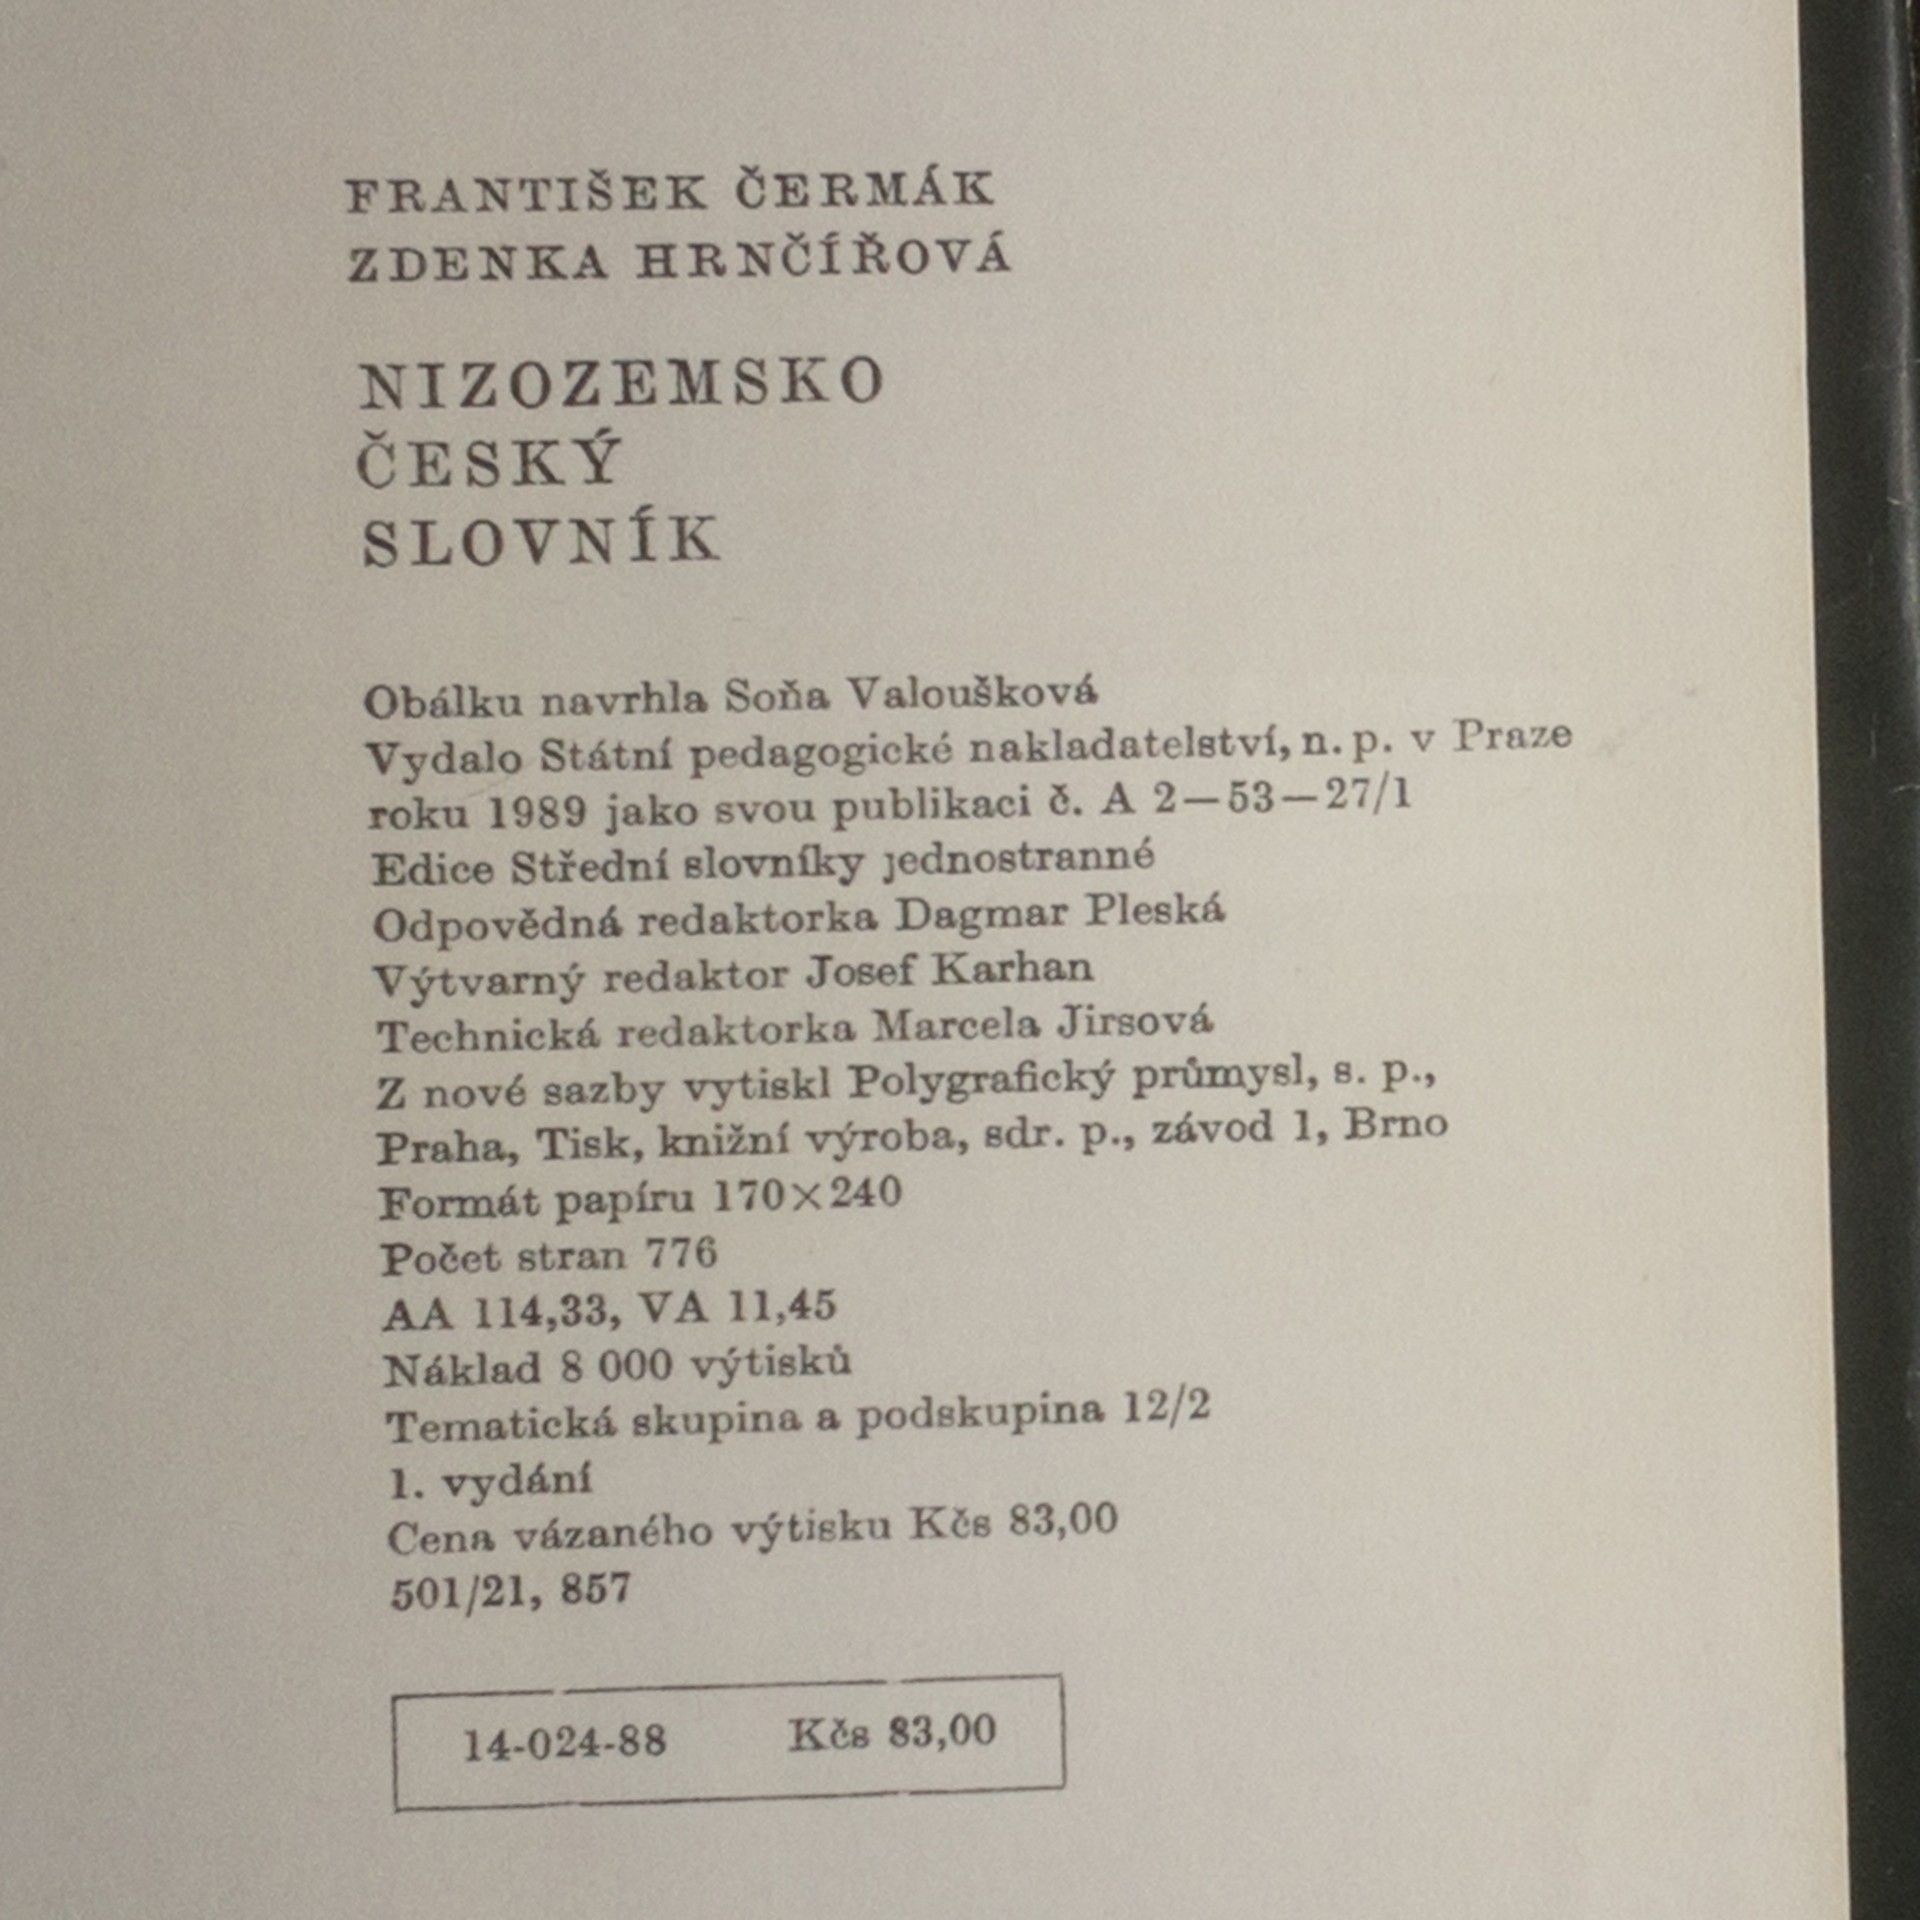 FRANTIŠEK ČERMÁK
ZDENKA HRNČÍŘOVÁ
NIZOZEMSKO
ČESKÝ
SLOVNÍK
Obálku navrhla Soňa Valoušková
Vydalo Státní pedagogické nakladatelství, n. p. v Praze
roku 1989 jako svou publikaci č. A 2—53—27/1
Edice Střední slovníky jednostranné
Odpovědná redaktorka Dagmar Pleská
Výtvarný redaktor Josef Karhan
Technická redaktorka Marcela Jirsová
Z nové sazby vytiskl Polygrafický průmysl, s. p.,
Praha, Tisk, knižní výroba, sdr. p., závod 1, Brno
Formát papíru 170×240
Počet stran 776
AA 114,33, VA 11,45
Náklad 8 000 výtisků
Tematická skupina a podskupina 12/2
1. vydání
Cena vázaného výtisku Kčs 83,00
501/21, 857
14-024-88 Kčs 83,00